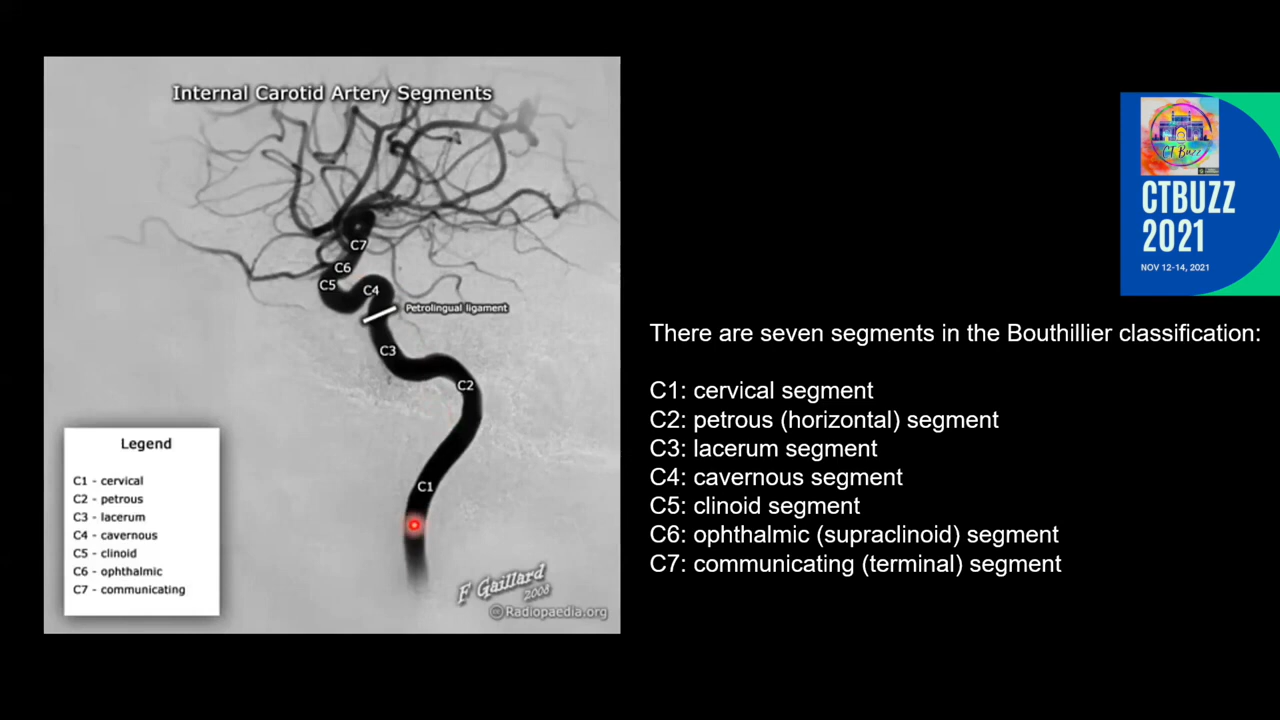 Internal Carotid Artery Segments
C7
C6
C5
C4
Petrolingual ligament
C3
C2
C1
Legend
C1 - cervical
C2 - petrous
C3 - lacerum
C4 - cavernous
C5 - clinoid
C6 - ophthalmic
C7 - communicating
F Gaillard
2008
Radiopaedia.org
CT Buzz
CTBUZZ
2021
NOV 12-14, 2021
There are seven segments in the Bouthillier classification:
C1: cervical segment
C2: petrous (horizontal) segment
C3: lacerum segment
C4: cavernous segment
C5: clinoid segment
C6: ophthalmic (supraclinoid) segment
C7: communicating (terminal) segment